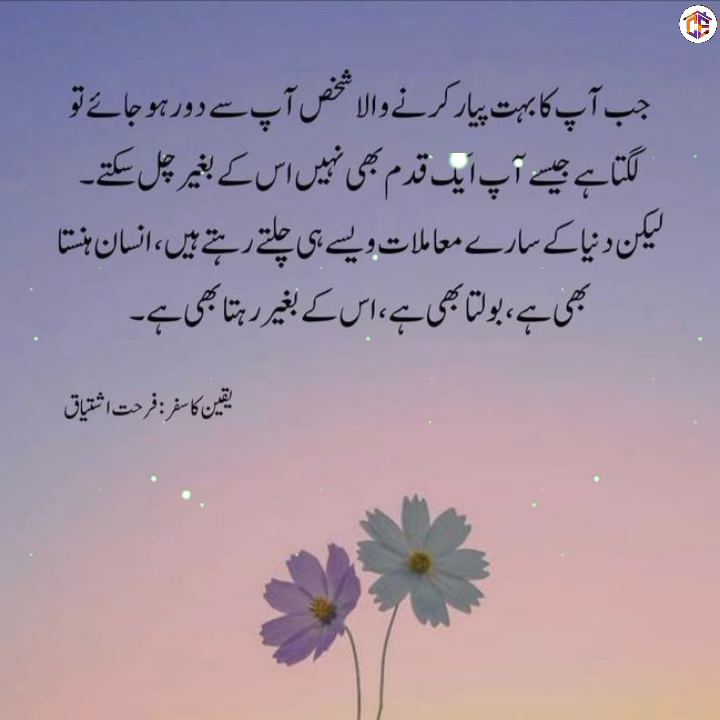 جب آپ کا بہت پیار کرنے والا شخص آپ سے دور ہو جائے تو
لگتا ہے جیسے آپ ایک قدم بھی نہیں اس کے بغیر چل سکتے۔
لیکن دنیا کے سارے معاملات ویسے ہی چلتے رہتے ہیں، انسان ہنستا
بھی ہے، بولتا بھی ہے، اس کے بغیر رہتا بھی ہے۔
یقین کا سفر: فرحت اشتیاق